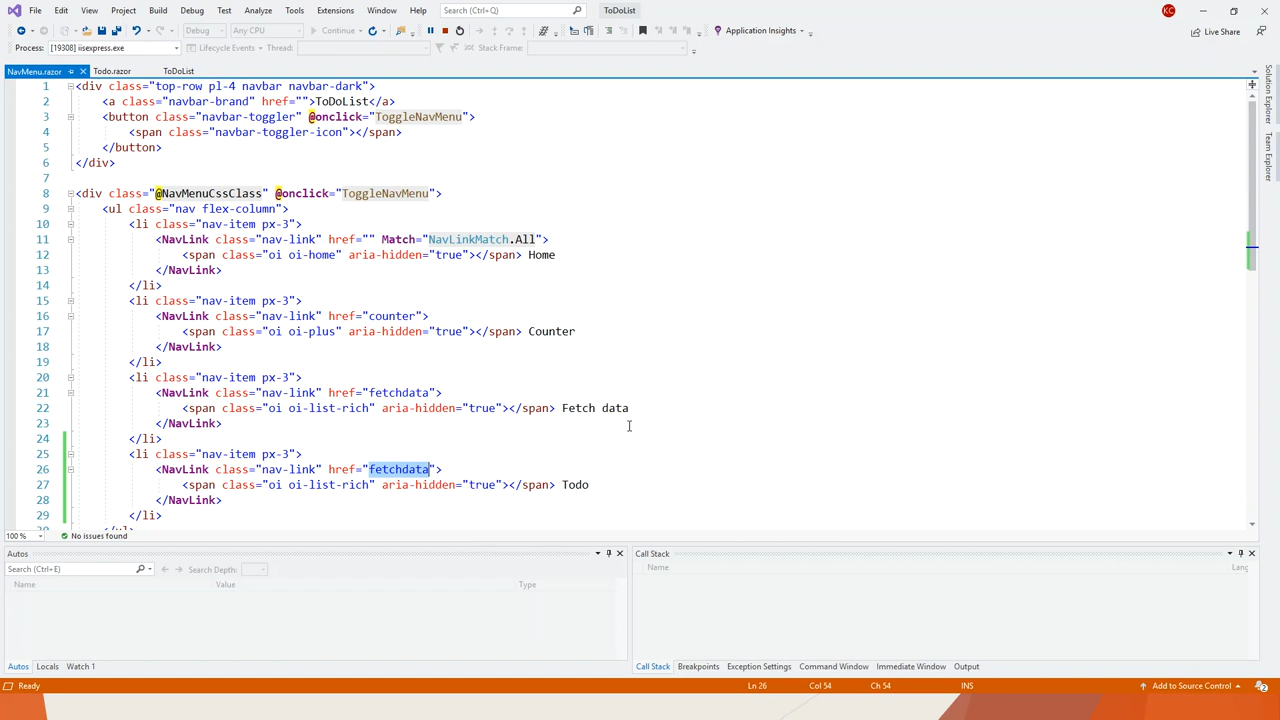 File Edit View Project Build Debug Test Analyze Tools Extensions Window Help Search (Ctrl+Q) ToDoList KC
Debug Any CPU Continue Application Insights Live Share
Process: [19308] iisexpress.exe Lifecycle Events Thread: Stack Frame:
NavMenu.razor Todo.razor ToDoList
1 <div class="top-row pl-4 navbar navbar-dark">
2 <a class="navbar-brand" href="">ToDoList</a>
3 <button class="navbar-toggler" @onclick="ToggleNavMenu">
4 <span class="navbar-toggler-icon"></span>
5 </button>
6 </div>
7
8 <div class="@NavMenuCssClass" @onclick="ToggleNavMenu">
9 <ul class="nav flex-column">
10 <li class="nav-item px-3">
11 <NavLink class="nav-link" href="" Match="NavLinkMatch.All">
12 <span class="oi oi-home" aria-hidden="true"></span> Home
13 </NavLink>
14 </li>
15 <li class="nav-item px-3">
16 <NavLink class="nav-link" href="counter">
17 <span class="oi oi-plus" aria-hidden="true"></span> Counter
18 </NavLink>
19 </li>
20 <li class="nav-item px-3">
21 <NavLink class="nav-link" href="fetchdata">
22 <span class="oi oi-list-rich" aria-hidden="true"></span> Fetch data
23 </NavLink>
24 </li>
25 <li class="nav-item px-3">
26 <NavLink class="nav-link" href="fetchdata">
27 <span class="oi oi-list-rich" aria-hidden="true"></span> Todo
28 </NavLink>
29 </li>
100 % No issues found
Autos
Search (Ctrl+E) Search Depth:
Name Value Type
Autos Locals Watch 1
Call Stack
Name Lang
Call Stack Breakpoints Exception Settings Command Window Immediate Window Output
Ready Ln 26 Col 54 Ch 54 INS Add to Source Control 2
Solution Explorer
Team Explorer